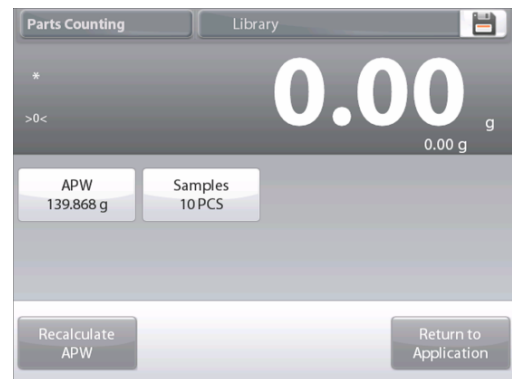 Parts Counting
Library
*
>0<
0.00 g
0.00 g
APW
139.868 g
Samples
10 PCS
Recalculate
APW
Return to
Application